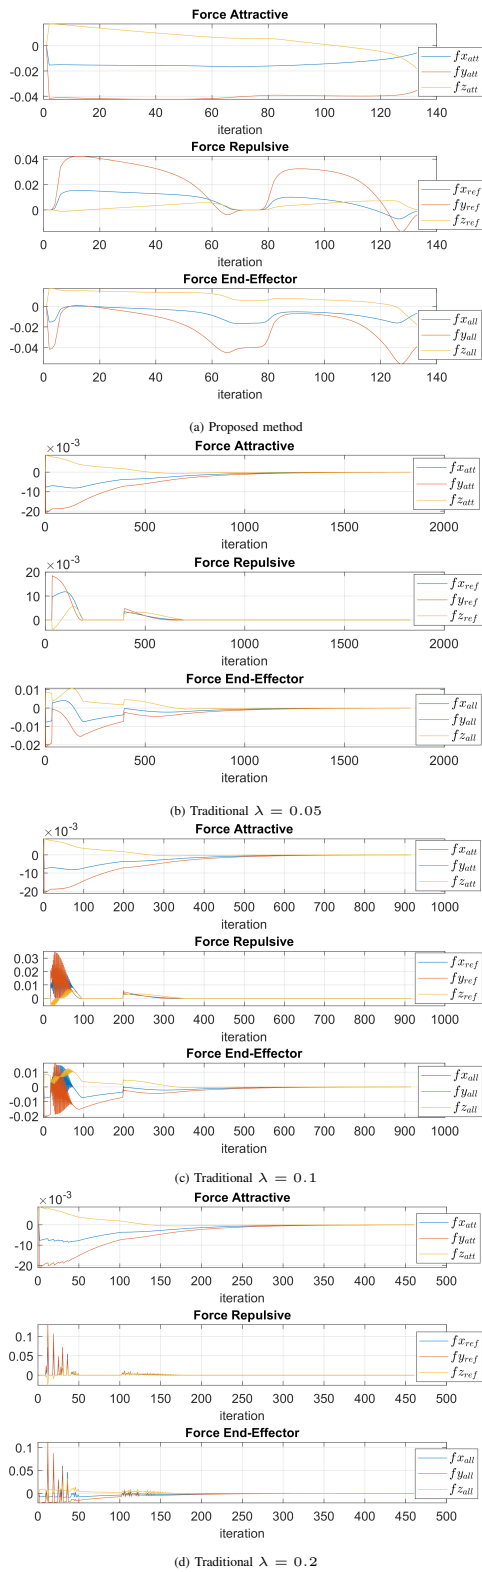 Force Attractive
0
-0.02
-0.04
fx_att
fy_att
fz_att
0 20 40 60 80 100 120 140
iteration
Force Repulsive
0.04
0.02
0
fx_ref
fy_ref
fz_ref
0 20 40 60 80 100 120 140
iteration
Force End-Effector
0
-0.02
-0.04
fx_all
fy_all
fz_all
0 20 40 60 80 100 120 140
iteration
(a) Proposed method
×10^-3
Force Attractive
0
-10
-20
fx_att
fy_att
fz_att
0 500 1000 1500 2000
iteration
×10^-3
Force Repulsive
20
10
0
fx_ref
fy_ref
fz_ref
0 500 1000 1500 2000
iteration
Force End-Effector
0.01
0
-0.01
-0.02
fx_all
fy_all
fz_all
0 500 1000 1500 2000
iteration
(b) Traditional λ = 0.05
×10^-3
Force Attractive
0
-10
-20
fx_att
fy_att
fz_att
0 100 200 300 400 500 600 700 800 900 1000
iteration
Force Repulsive
0.03
0.02
0.01
0
fx_ref
fy_ref
fz_ref
0 100 200 300 400 500 600 700 800 900 1000
iteration
Force End-Effector
0.01
0
-0.01
-0.02
fx_all
fy_all
fz_all
0 100 200 300 400 500 600 700 800 900 1000
iteration
(c) Traditional λ = 0.1
×10^-3
Force Attractive
0
-10
-20
fx_att
fy_att
fz_att
0 50 100 150 200 250 300 350 400 450 500
iteration
Force Repulsive
0.1
0.05
0
fx_ref
fy_ref
fz_ref
0 50 100 150 200 250 300 350 400 450 500
iteration
Force End-Effector
0.1
0.05
0
fx_all
fy_all
fz_all
0 50 100 150 200 250 300 350 400 450 500
iteration
(d) Traditional λ = 0.2